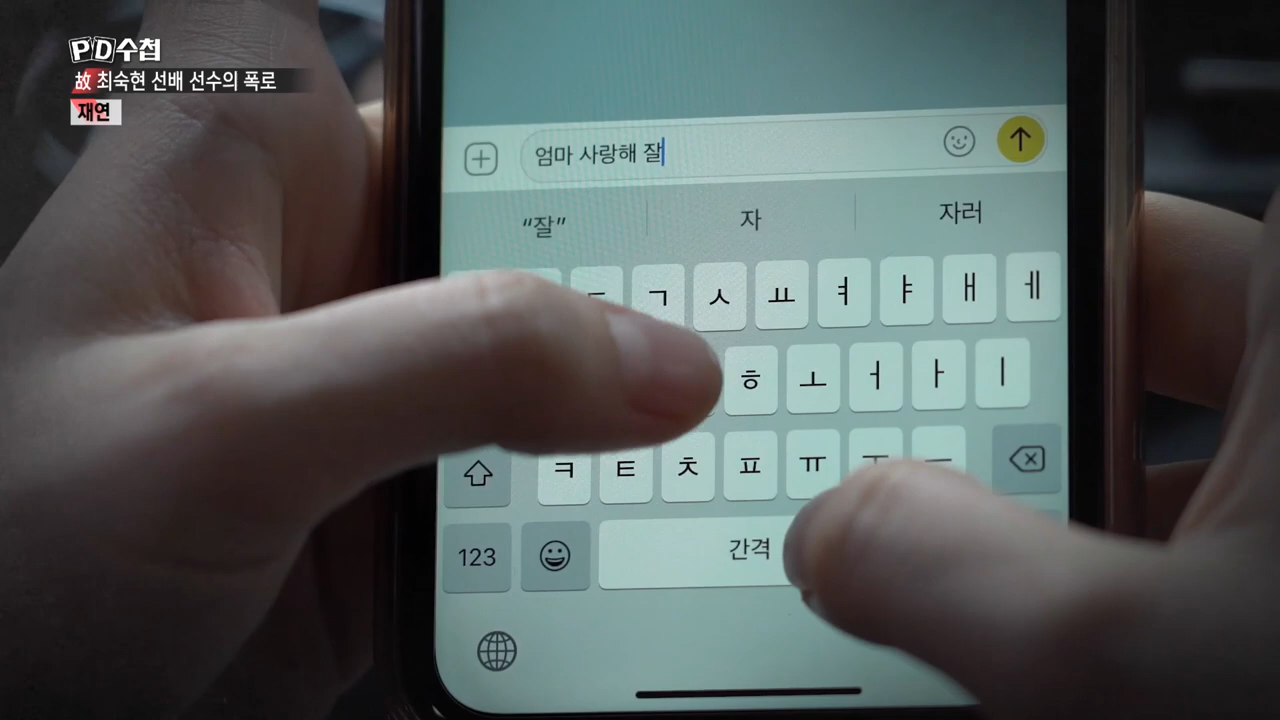 PD수첩
故 최숙현 선배 선수의 폭로
재연
엄마 사랑해 잘
“잘” 자 자러
ㄱ ㅅ ㅛ ㅕ ㅑ ㅐ ㅔ
ㅎ ㅗ ㅓ ㅏ ㅣ
ㅋ ㅌ ㅊ ㅍ ㅠ ㅜ ㅡ
123 간격